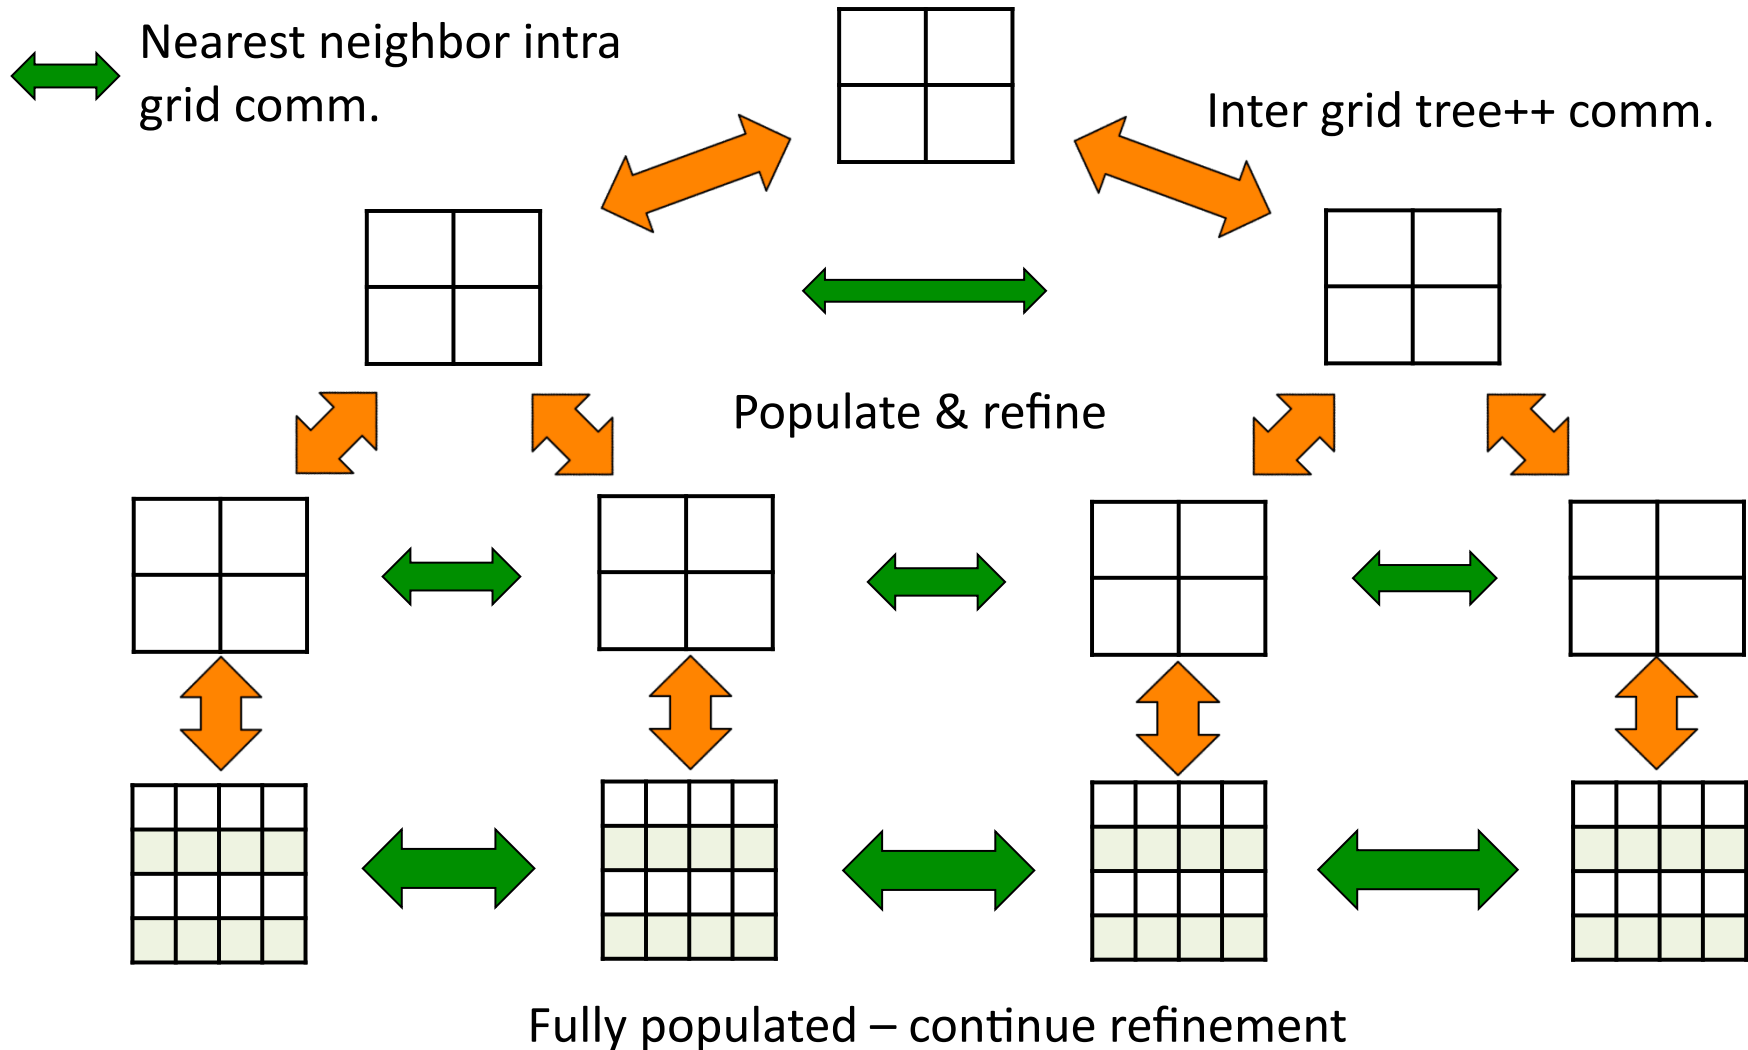 Nearest neighbor intra
grid comm.
Inter grid tree++ comm.
Populate & refine
Fully populated – continue refinement